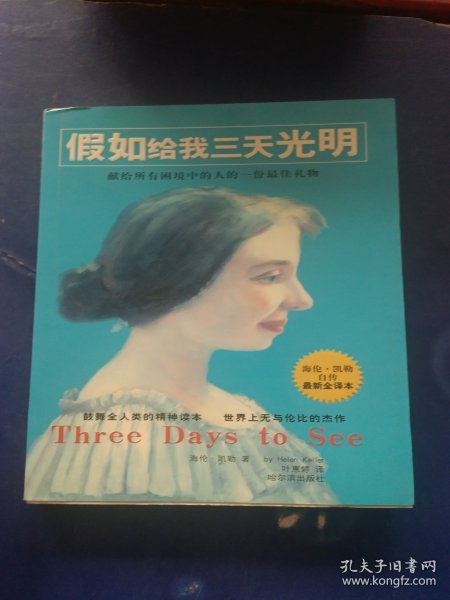 假如给我三天光明
献给所有困境中的人的一份最佳礼物
海伦·凯勒
自传
最新全译本
鼓舞全人类的精神读本 世界上无与伦比的杰作
Three Days to See
海伦·凯勒 著 by Helen Keller
叶惠婷 译
哈尔滨出版社
孔夫子旧书网
www.kongfz.com